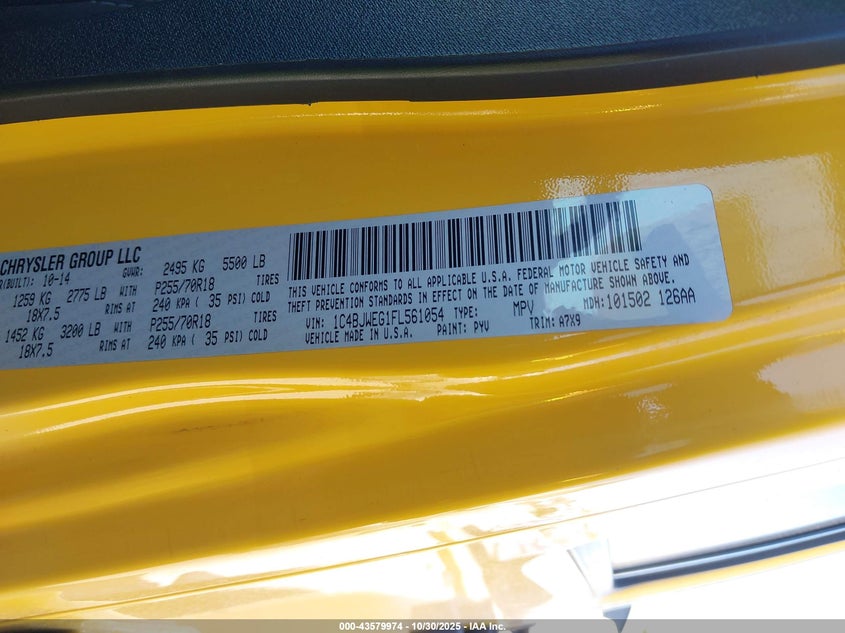 CHRYSLER GROUP LLC
(BUILT): 10-14 GVWR: 2495 KG 5500 LB
1259 KG 2775 LB WITH P255/70R18 TIRES
18X7.5 RIMS AT 240 KPA ( 35 PSI) COLD
1452 KG 3200 LB WITH P255/70R18 TIRES
18X7.5 RIMS AT 240 KPA ( 35 PSI) COLD
THIS VEHICLE CONFORMS TO ALL APPLICABLE U.S.A. FEDERAL MOTOR VEHICLE SAFETY AND
THEFT PREVENTION STANDARDS IN EFFECT ON THE DATE OF MANUFACTURE SHOWN ABOVE.
VIN: 1C4BJWEG1FL561054 TYPE: MPV MDH:101502 126AA
VEHICLE MADE IN U.S.A. PAINT: PYV TRIM: A7X9
000-43579974 | 10/30/2025 - IAA Inc.